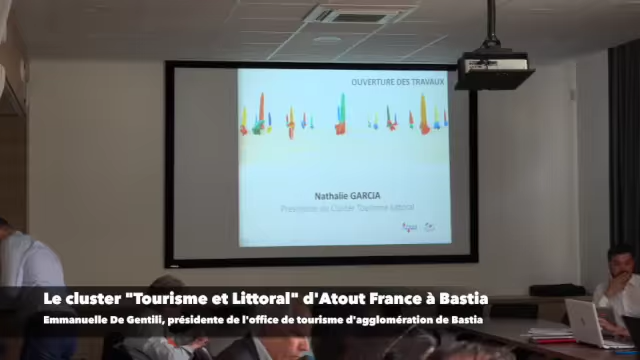 OUVERTURE DES TRAVAUX
Nathalie GARCIA
Présidente du Cluster Tourisme Littoral
Le cluster "Tourisme et Littoral" d'Atout France à Bastia
Emmanuelle De Gentili, présidente de l'office de tourisme d'agglomération de Bastia